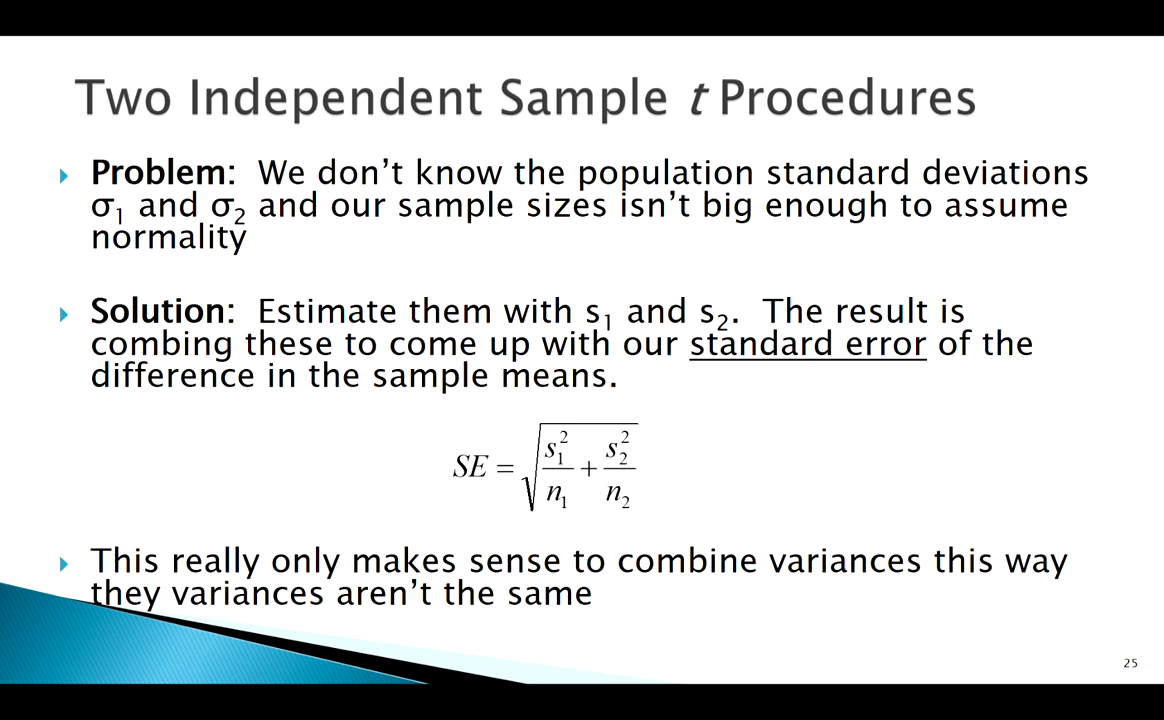 Two Independent Sample t Procedures
Problem: We don't know the population standard deviations
σ₁ and σ₂ and our sample sizes isn't big enough to assume
normality
Solution: Estimate them with s₁ and s₂. The result is
combing these to come up with our standard error of the
difference in the sample means.
SE = √(s₁²/n₁ + s₂²/n₂)
This really only makes sense to combine variances this way
they variances aren't the same
25